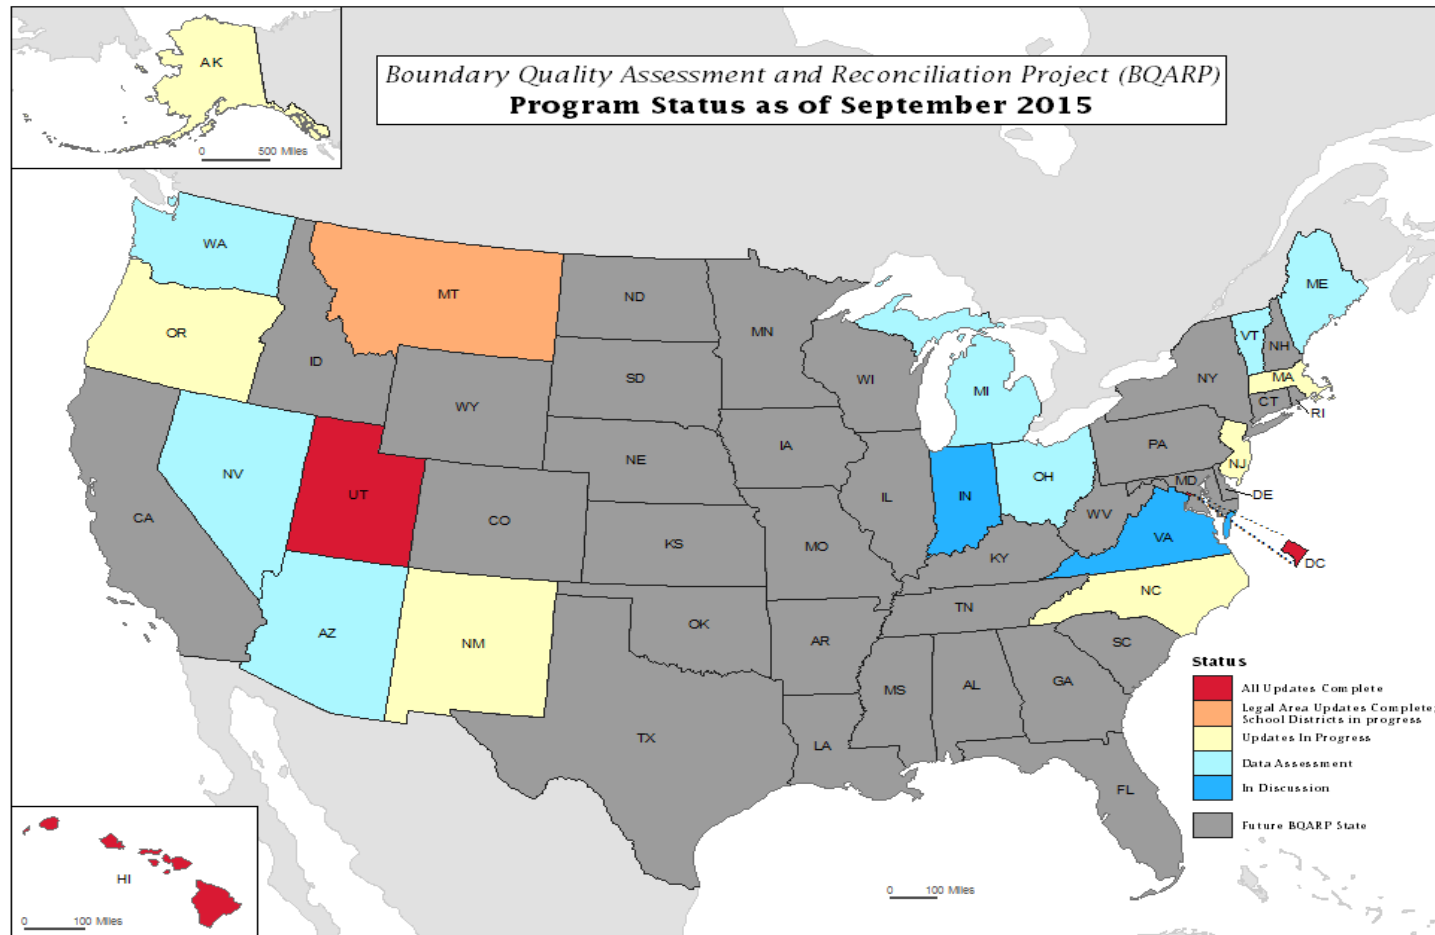 Boundary Quality Assessment and Reconciliation Project (BQARP)
Program Status as of September 2015
AK
0 500 Miles
WA
MT
ND
MN
ME
OR
ID
SD
WI
MI
VT
NH
NY
MA
CT
RI
WY
IA
NE
PA
NJ
NV
UT
CO
IL
IN
OH
MD
DE
CA
KS
MO
WV
KY
VA
DC
AZ
NM
OK
AR
TN
NC
SC
MS
AL
GA
TX
LA
FL
Status
All Updates Complete
Legal Area Updates Complete;
School Districts in progress
Updates In Progress
Data Assessment
In Discussion
Future BQARP State
HI
0 100 Miles
0 100 Miles